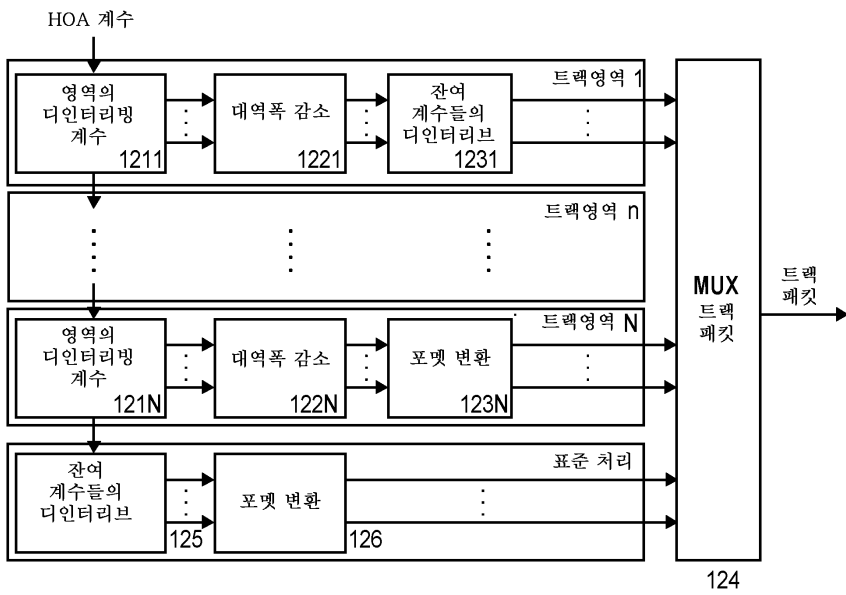 HOA 계수
트랙영역 1
영역의
디인터리빙
계수
1211
대역폭 감소
1221
잔여
계수들의
디인터리브
1231
트랙영역 n
트랙영역 N
영역의
디인터리빙
계수
121N
대역폭 감소
122N
포멧 변환
123N
표준 처리
잔여
계수들의
디인터리브
125
포멧 변환
126
MUX
트랙
패킷
124
트랙
패킷